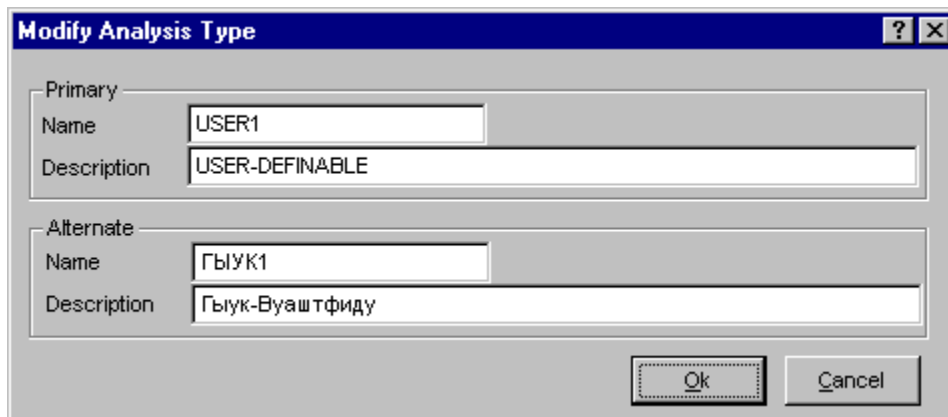 Modify Analysis Type
Primary
Name USER1
Description USER-DEFINABLE
Alternate
Name ГЫУК1
Description Гыук-Вуаштфиду
Ok Cancel